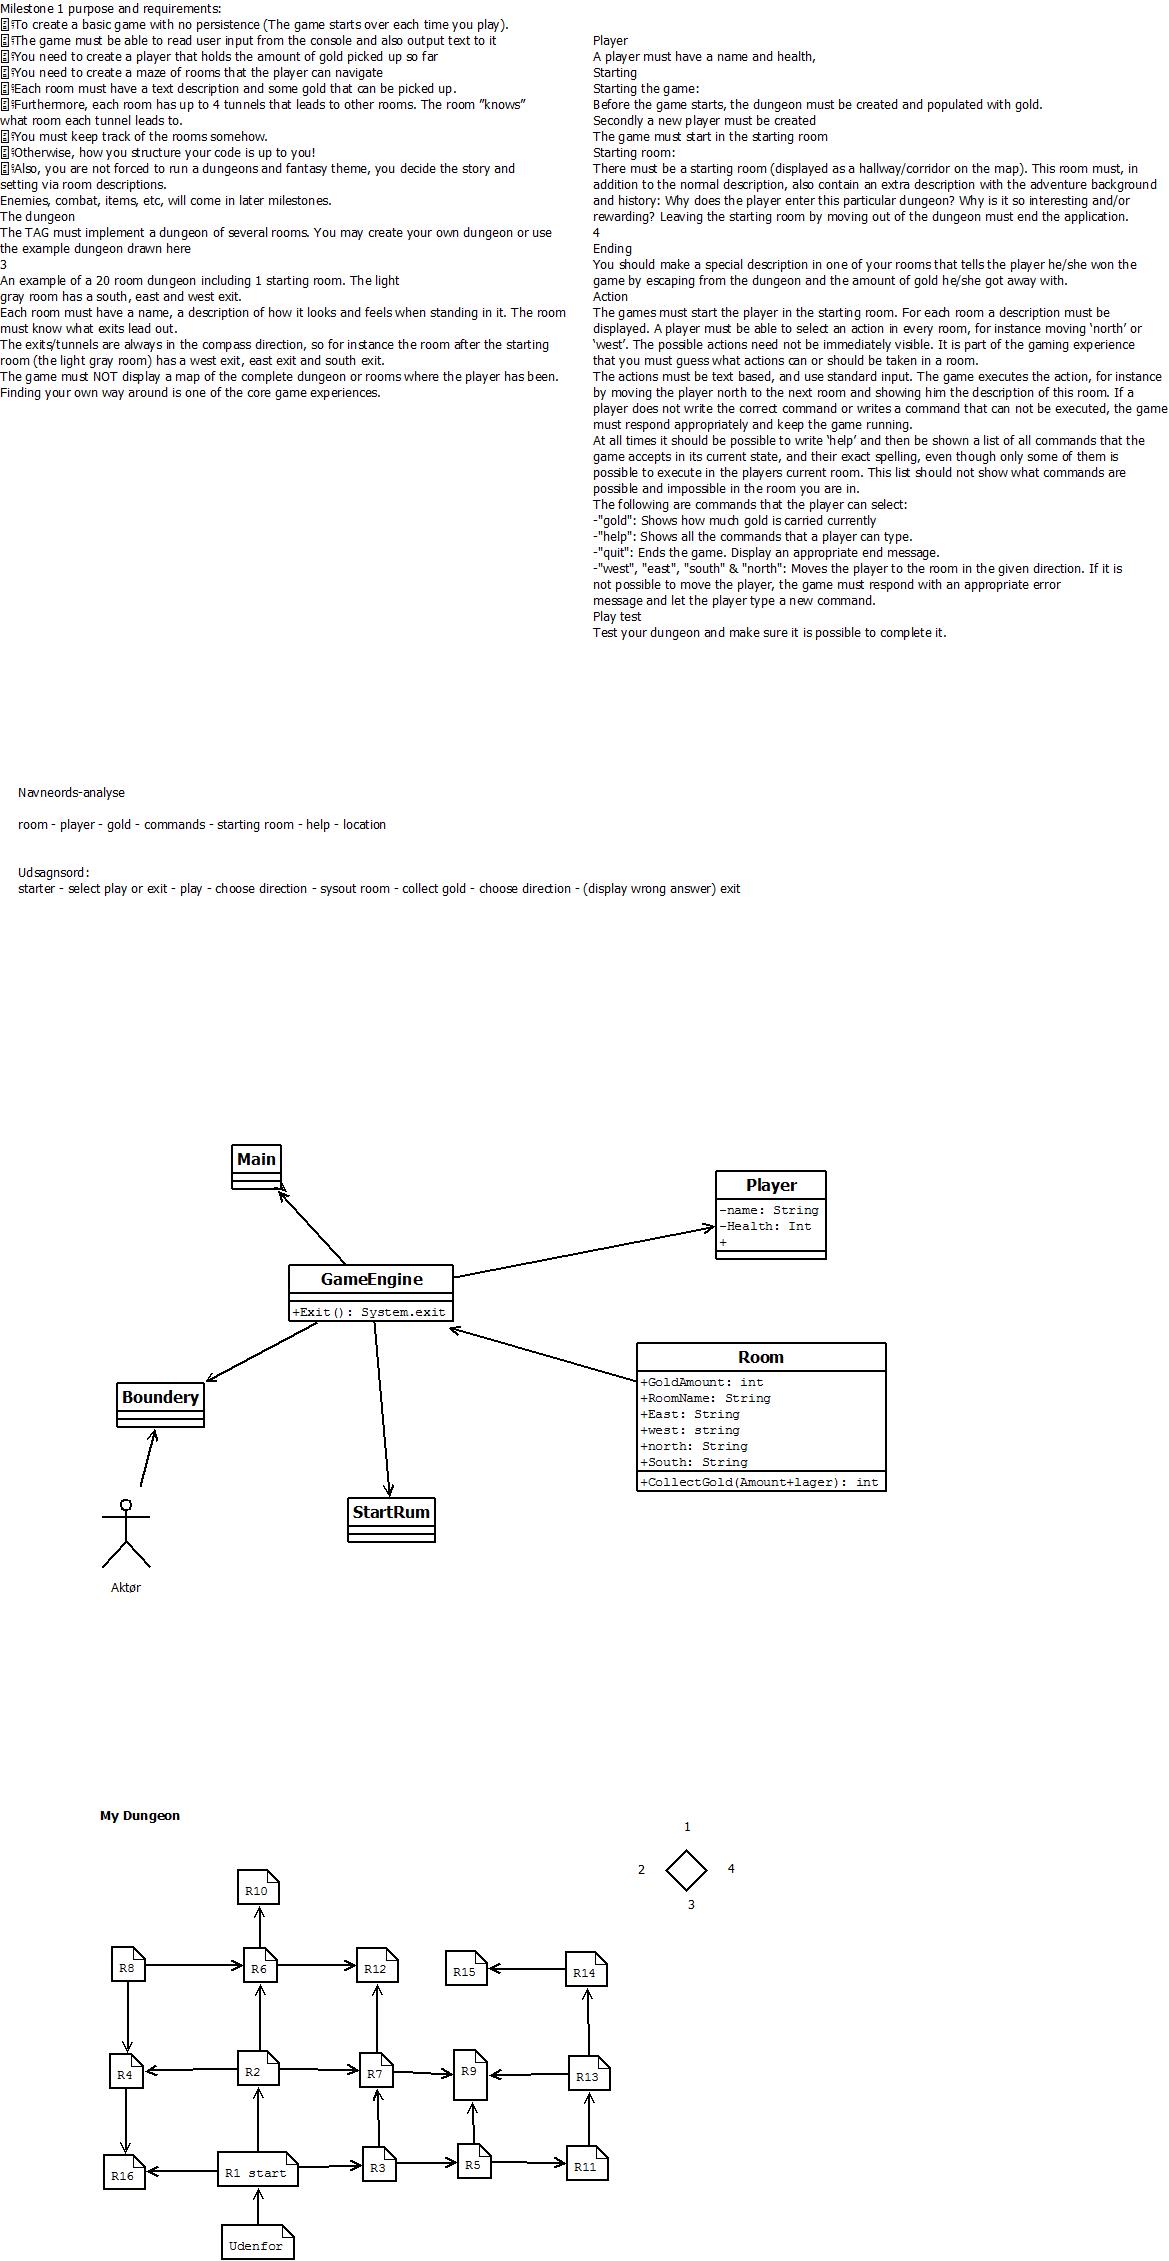 Milestone 1 purpose and requirements:
To create a basic game with no persistence (The game starts over each time you play).
The game must be able to read user input from the console and also output text to it
You need to create a player that holds the amount of gold picked up so far
You need to create a maze of rooms that the player can navigate
Each room must have a text description and some gold that can be picked up.
Furthermore, each room has up to 4 tunnels that leads to other rooms. The room ”knows”
what room each tunnel leads to.
You must keep track of the rooms somehow.
Otherwise, how you structure your code is up to you!
Also, you are not forced to run a dungeons and fantasy theme, you decide the story and
setting via room descriptions.
Enemies, combat, items, etc, will come in later milestones.
The dungeon
The TAG must implement a dungeon of several rooms. You may create your own dungeon or use
the example dungeon drawn here
3
An example of a 20 room dungeon including 1 starting room. The light
gray room has a south, east and west exit.
Each room must have a name, a description of how it looks and feels when standing in it. The room
must know what exits lead out.
The exits/tunnels are always in the compass direction, so for instance the room after the starting
room (the light gray room) has a west exit, east exit and south exit.
The game must NOT display a map of the complete dungeon or rooms where the player has been.
Finding your own way around is one of the core game experiences.
Player
A player must have a name and health,
Starting
Starting the game:
Before the game starts, the dungeon must be created and populated with gold.
Secondly a new player must be created
The game must start in the starting room
Starting room:
There must be a starting room (displayed as a hallway/corridor on the map). This room must, in
addition to the normal description, also contain an extra description with the adventure background
and history: Why does the player enter this particular dungeon? Why is it so interesting and/or
rewarding? Leaving the starting room by moving out of the dungeon must end the application.
4
Ending
You should make a special description in one of your rooms that tells the player he/she won the
game by escaping from the dungeon and the amount of gold he/she got away with.
Action
The games must start the player in the starting room. For each room a description must be
displayed. A player must be able to select an action in every room, for instance moving ‘north’ or
‘west’. The possible actions need not be immediately visible. It is part of the gaming experience
that you must guess what actions can or should be taken in a room.
The actions must be text based, and use standard input. The game executes the action, for instance
by moving the player north to the next room and showing him the description of this room. If a
player does not write the correct command or writes a command that can not be executed, the game
must respond appropriately and keep the game running.
At all times it should be possible to write ‘help’ and then be shown a list of all commands that the
game accepts in its current state, and their exact spelling, even though only some of them is
possible to execute in the players current room. This list should not show what commands are
possible and impossible in the room you are in.
The following are commands that the player can select:
-"gold": Shows how much gold is carried currently
-"help": Shows all the commands that a player can type.
-"quit": Ends the game. Display an appropriate end message.
-"west", "east", "south" & "north": Moves the player to the room in the given direction. If it is
not possible to move the player, the game must respond with an appropriate error
message and let the player type a new command.
Play test
Test your dungeon and make sure it is possible to complete it.
Navneords-analyse
room - player - gold - commands - starting room - help - location
Udsagnsord:
starter - select play or exit - play - choose direction - sysout room - collect gold - choose direction - (display wrong answer) exit
Main
Player
-name: String
-Health: Int
+
GameEngine
+Exit(): System.exit
Room
+GoldAmount: int
+RoomName: String
+East: String
+west: string
+north: String
+South: String
+CollectGold(Amount+lager): int
Boundery
StartRum
Aktør
My Dungeon
1
2
4
3
R10
R8
R6
R12
R15
R14
R4
R2
R7
R9
R13
R16
R1 start
R3
R5
R11
Udenfor